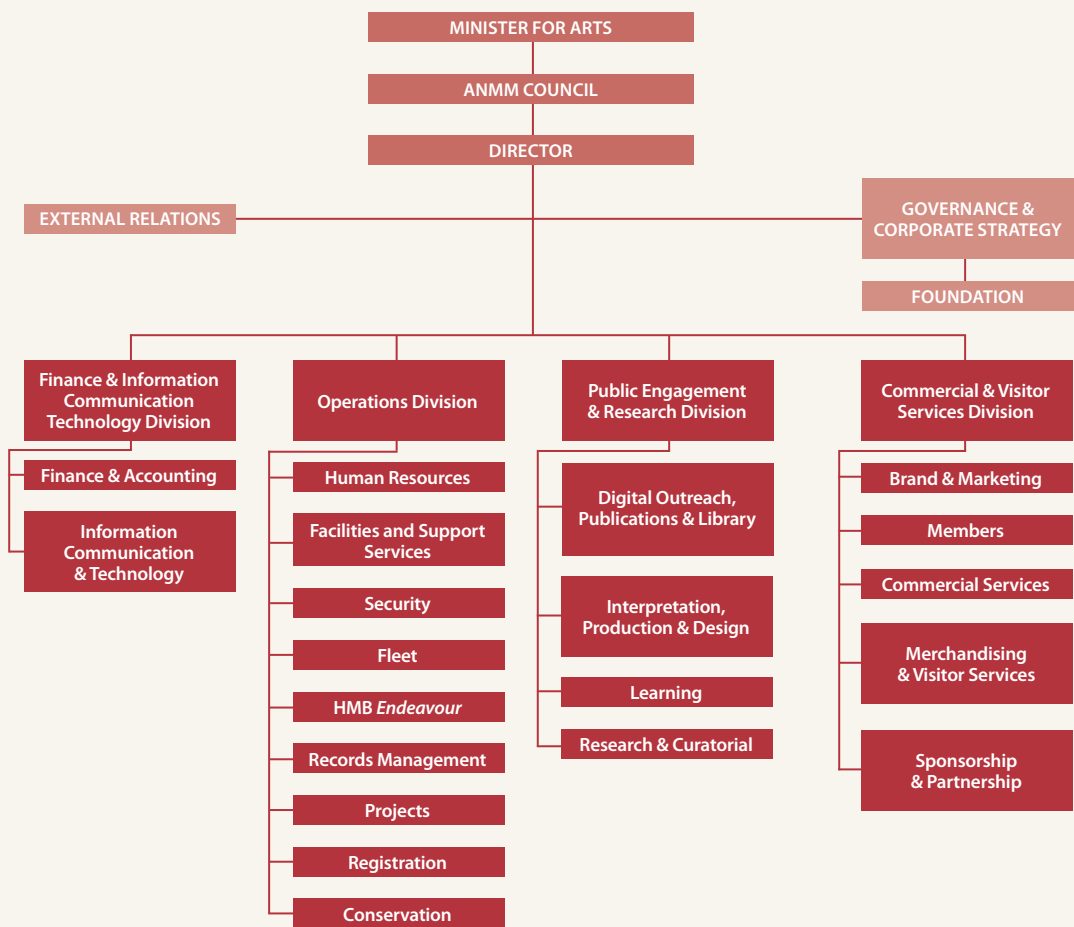 MINISTER FOR ARTS
ANMM COUNCIL
DIRECTOR
EXTERNAL RELATIONS
GOVERNANCE &
CORPORATE STRATEGY
FOUNDATION
Finance & Information
Communication
Technology Division
Finance & Accounting
Information
Communication
& Technology
Operations Division
Human Resources
Facilities and Support
Services
Security
Fleet
HMB Endeavour
Records Management
Projects
Registration
Conservation
Public Engagement
& Research Division
Digital Outreach,
Publications & Library
Interpretation,
Production & Design
Learning
Research & Curatorial
Commercial & Visitor
Services Division
Brand & Marketing
Members
Commercial Services
Merchandising
& Visitor Services
Sponsorship
& Partnership